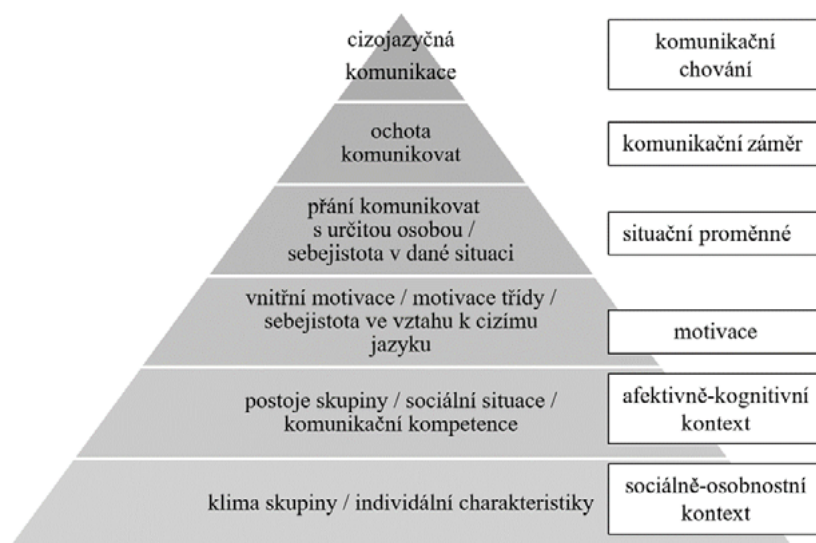 cizojazyčná
komunikace
komunikační
chování
ochota
komunikovat
komunikační záměr
přání komunikovat
s určitou osobou /
sebejistota v dané situaci
situační proměnné
vnitřní motivace / motivace třídy /
sebejistota ve vztahu k cizímu
jazyku
motivace
postoje skupiny / sociální situace /
komunikační kompetence
afektivně-kognitivní
kontext
klima skupiny / individální charakteristiky
sociálně-osobnostní
kontext